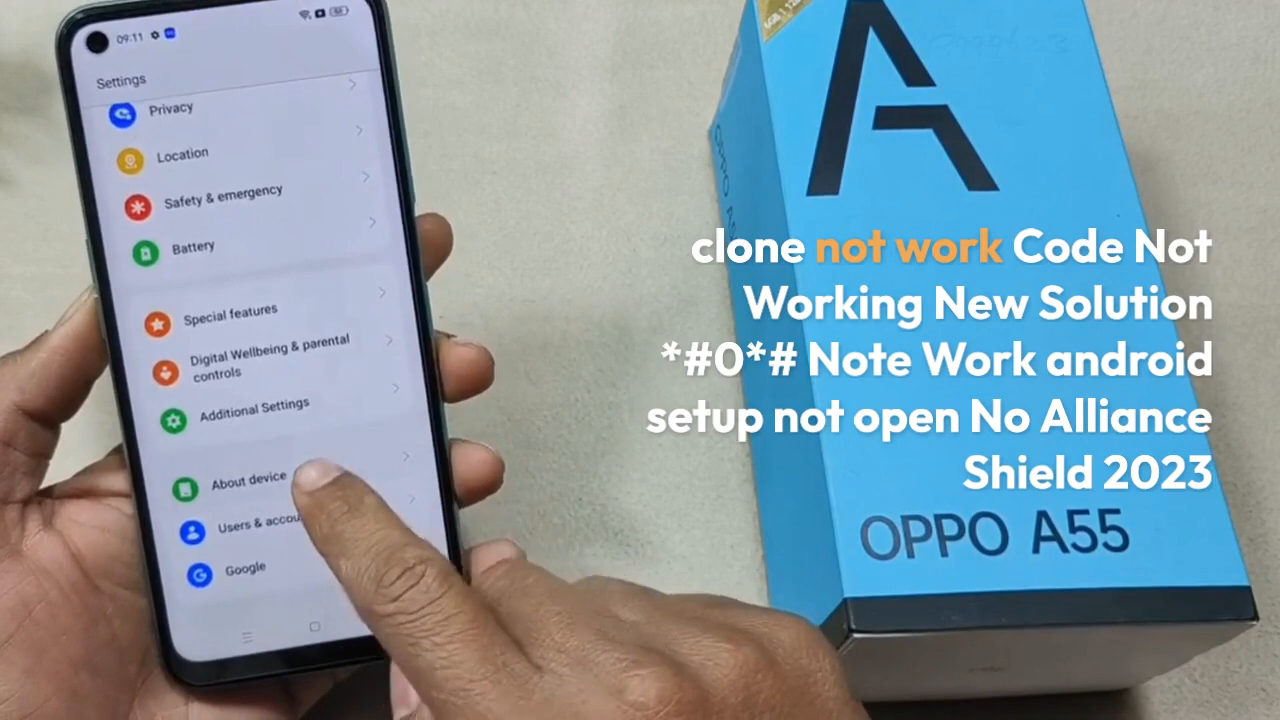 09:11
Settings
Privacy
Location
Safety & emergency
Battery
Special features
Digital Wellbeing & parental
controls
Additional Settings
About device
Users & accou
Google
clone not work Code Not
Working New Solution
*#0*# Note Work android
setup not open No Alliance
Shield 2023
A
OPPO A55